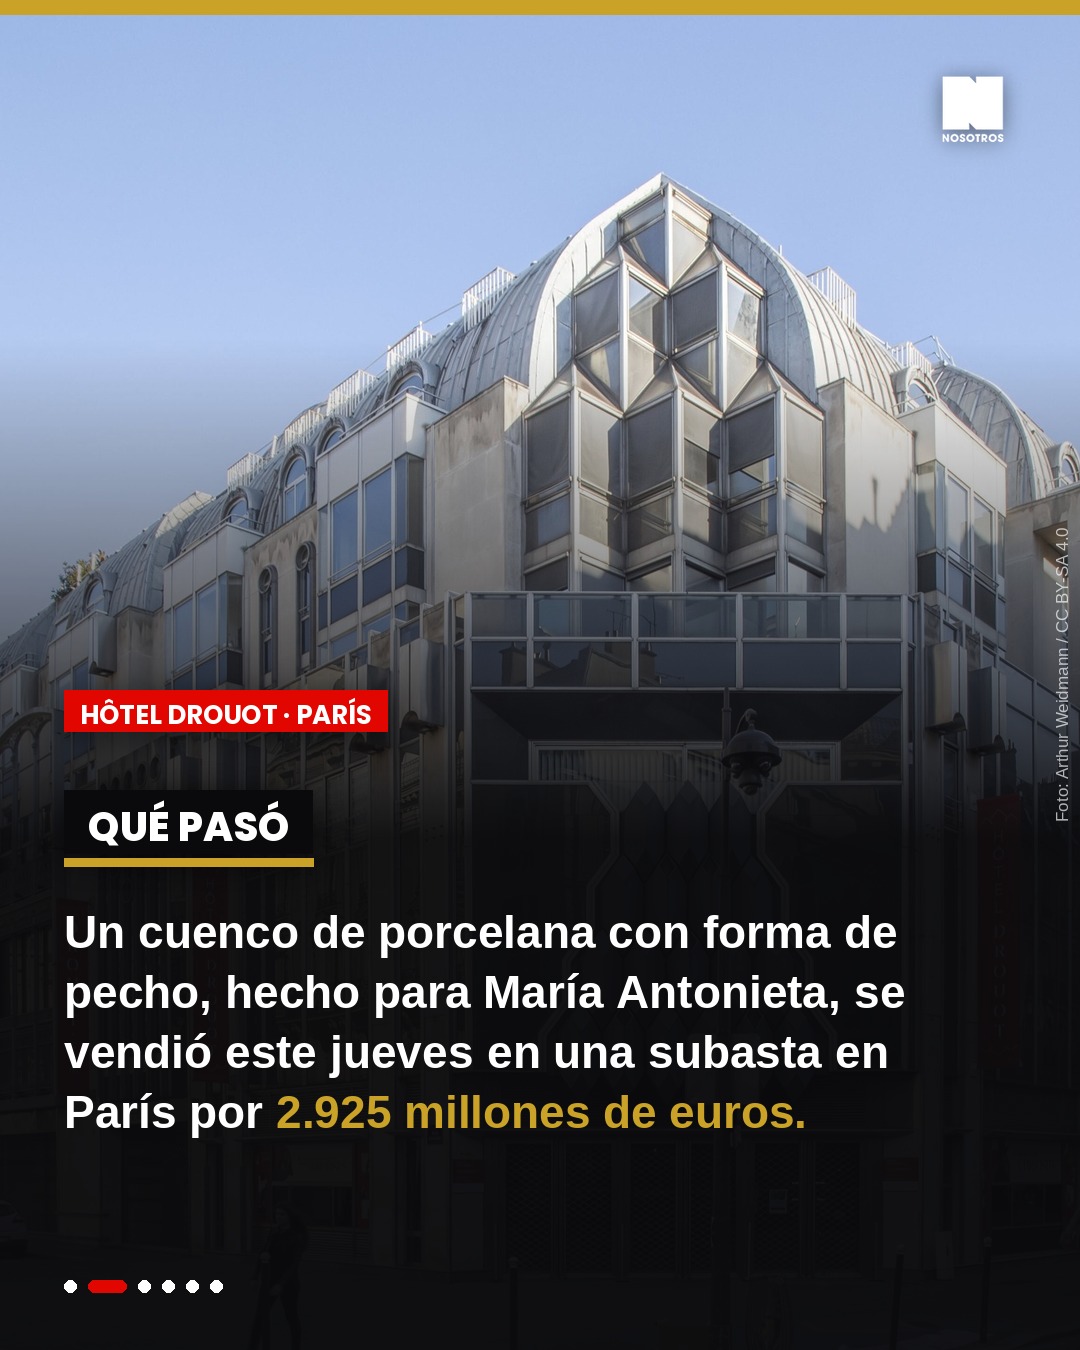 NOSOTROS
HÔTEL DROUOT · PARÍS
QUÉ PASÓ
Un cuenco de porcelana con forma de
pecho, hecho para María Antonieta, se
vendió este jueves en una subasta en
París por 2.925 millones de euros.
Foto: Arthur Weidmann / CC BY-SA 4.0